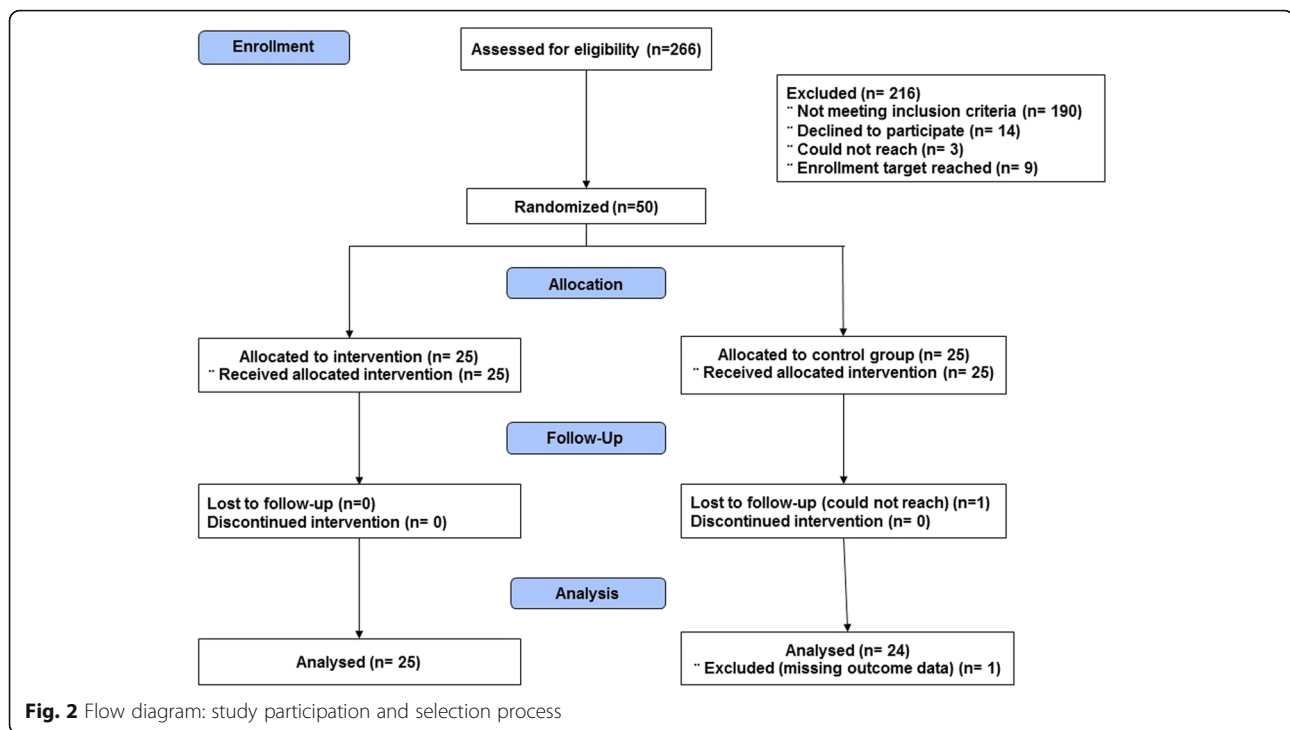 Enrollment
Assessed for eligibility (n=266)
Excluded (n= 216)
¨ Not meeting inclusion criteria (n= 190)
¨ Declined to participate (n= 14)
¨ Could not reach (n= 3)
¨ Enrollment target reached (n= 9)
Randomized (n=50)
Allocation
Allocated to intervention (n= 25)
¨ Received allocated intervention (n= 25)
Allocated to control group (n= 25)
¨ Received allocated intervention (n= 25)
Follow-Up
Lost to follow-up (n=0)
Discontinued intervention (n= 0)
Lost to follow-up (could not reach) (n=1)
Discontinued intervention (n= 0)
Analysis
Analysed (n= 25)
Analysed (n= 24)
¨ Excluded (missing outcome data) (n= 1)
Fig. 2 Flow diagram: study participation and selection process